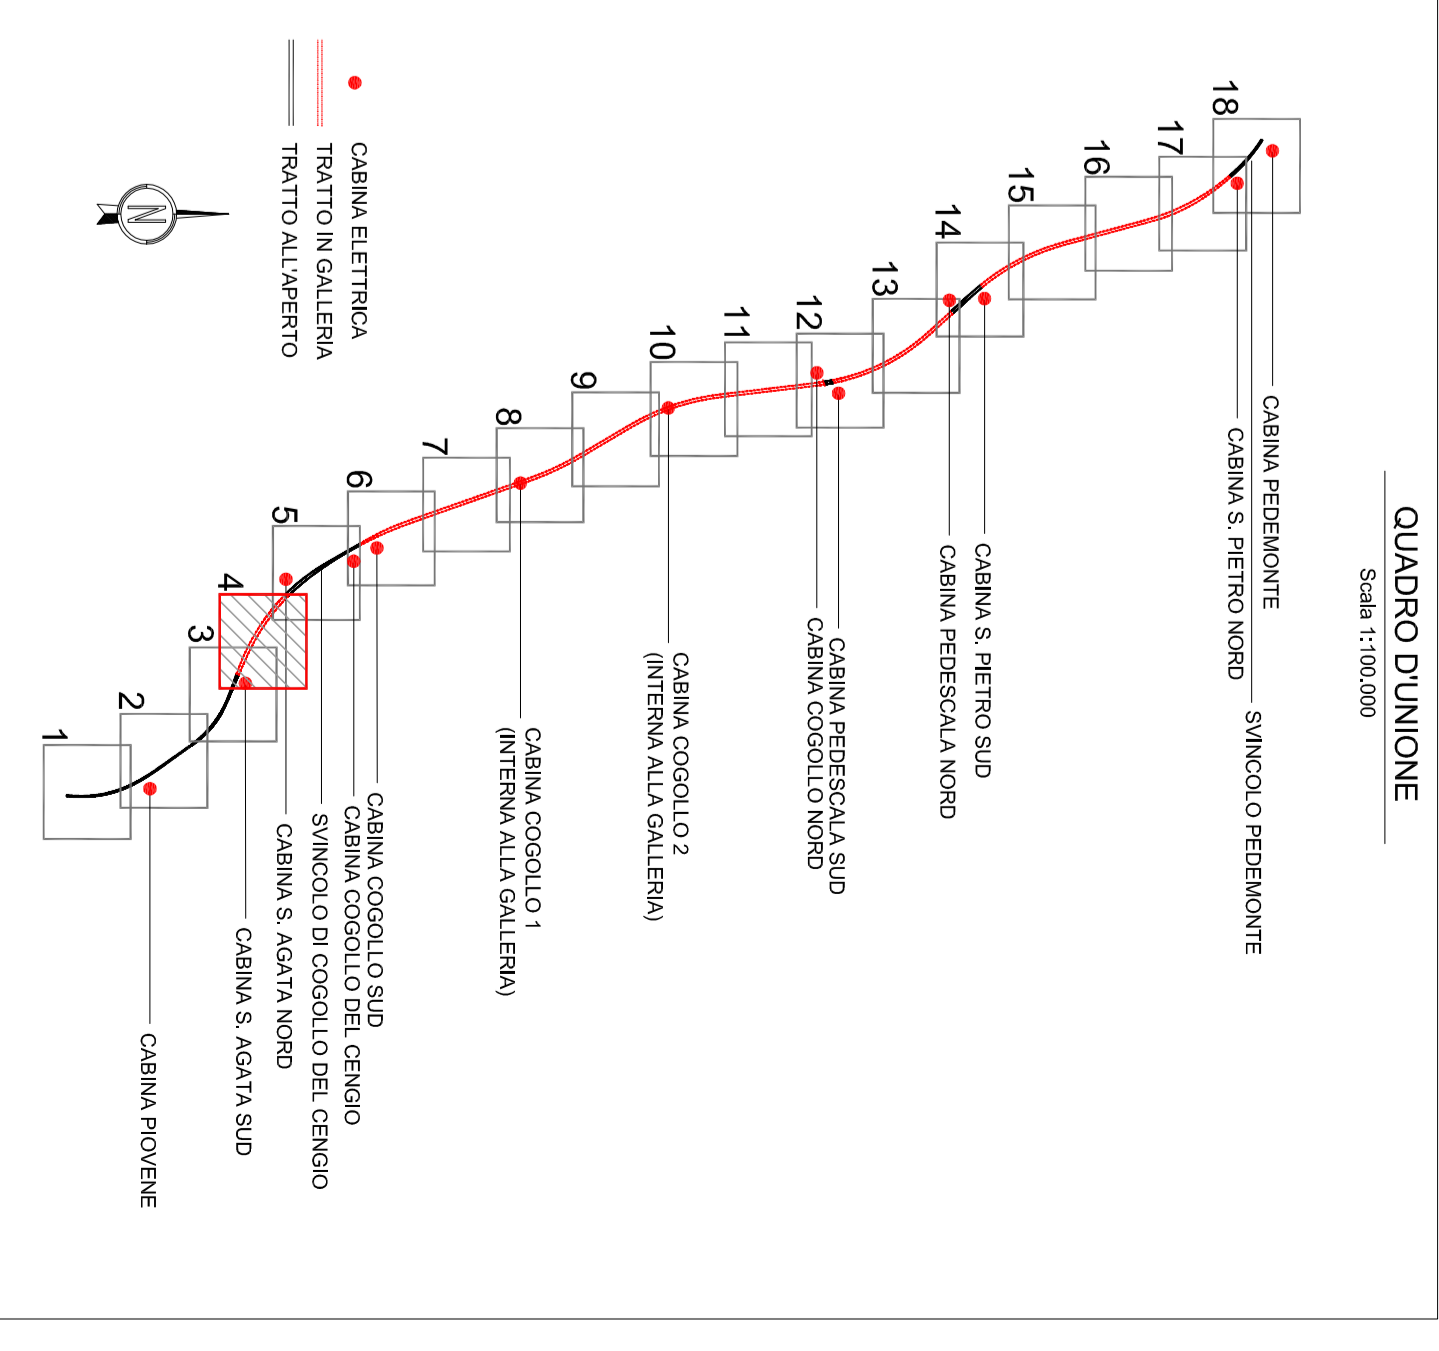 QUADRO D'UNIONE
Scala 1:100.000
18
17
16
15
14
13
12
11
10
9
8
7
6
5
4
3
2
1
CABINA PEDEMONTE
SVINCOLO PEDEMONTE
CABINA S. PIETRO NORD
CABINA S. PIETRO SUD
CABINA PEDESCALA NORD
CABINA PEDESCALA SUD
CABINA COGOLLO NORD
CABINA COGOLLO 2
(INTERNA ALLA GALLERIA)
CABINA COGOLLO 1
(INTERNA ALLA GALLERIA)
CABINA COGOLLO SUD
CABINA COGOLLO DEL CENGIO
SVINCOLO DI COGOLLO DEL CENGIO
CABINA S. AGATA NORD
CABINA S. AGATA SUD
CABINA PIOVENE
CABINA ELETTRICA
TRATTO IN GALLERIA
TRATTO ALL'APERTO
N